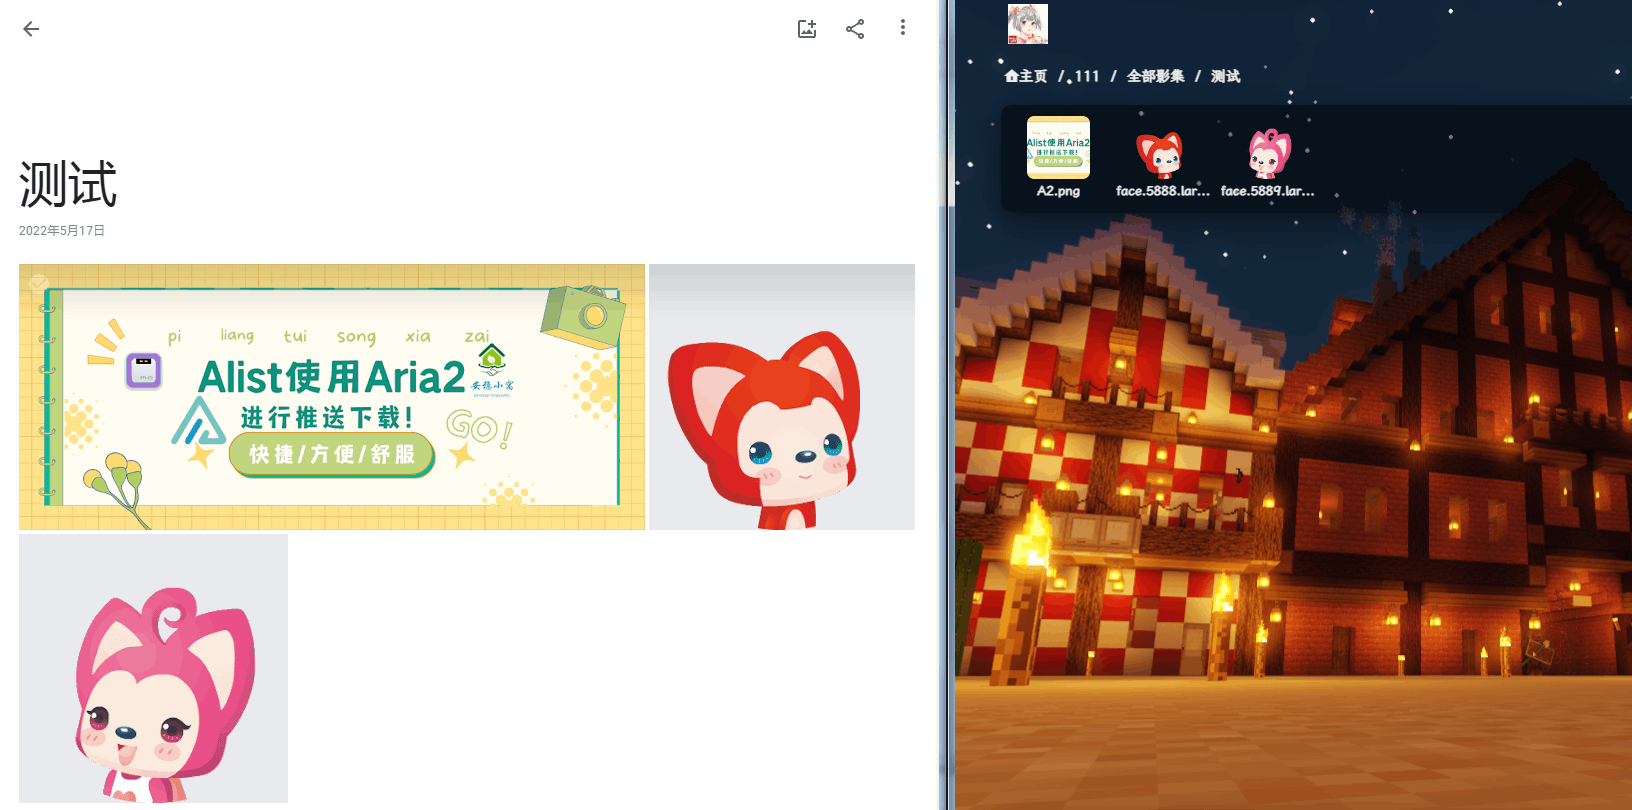 测试
2022年5月17日
pi liang tui song xia zai
Alist使用Aria2
安稳小窝
进行推送下载!
GO!
快捷/方便/舒服
主页 / 111 / 全部影集 / 测试
Alist使用Aria2
进行推送下载!
快捷/方便/舒服
A2.png
face.5888.lar...
face.5889.lar...